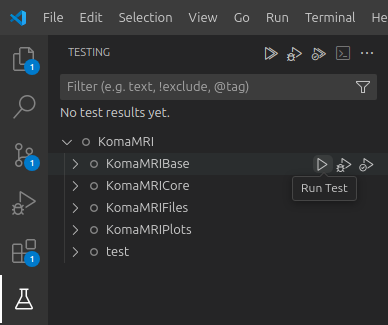 File Edit Selection View Go Run Terminal He
TESTING
1
Filter (e.g. text, !exclude, @tag)
No test results yet.
KomaMRI
1
KomaMRIBase
KomaMRICore
Run Test
KomaMRIFiles
KomaMRIPlots
1
test